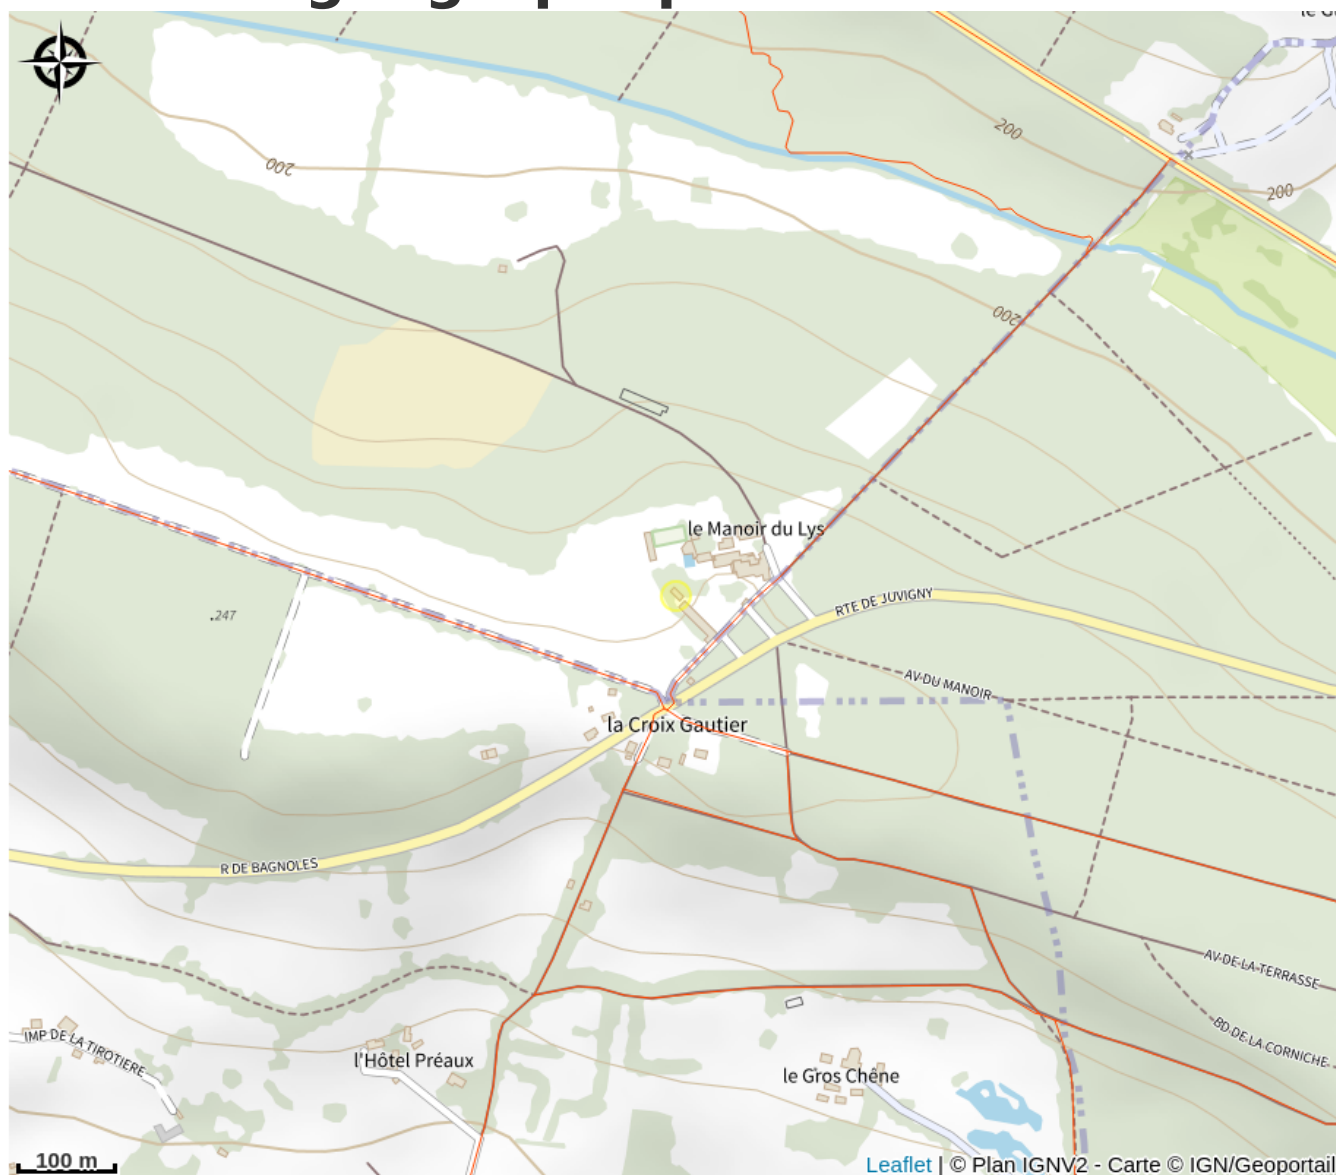 200
200
200
200
le Manoir du Lys
RTE DE JUVIGNY
.247
AV DU MANOIR
la Croix Gautier
R DE BAGNOLES
AV DE LA TERRASSE
BD DE LA CORNICHE
IMP DE LA TIROTIERE
l'Hôtel Préaux
le Gros Chêne
100 m
Leaflet | © Plan IGNV2 - Carte © IGN/Geoportail